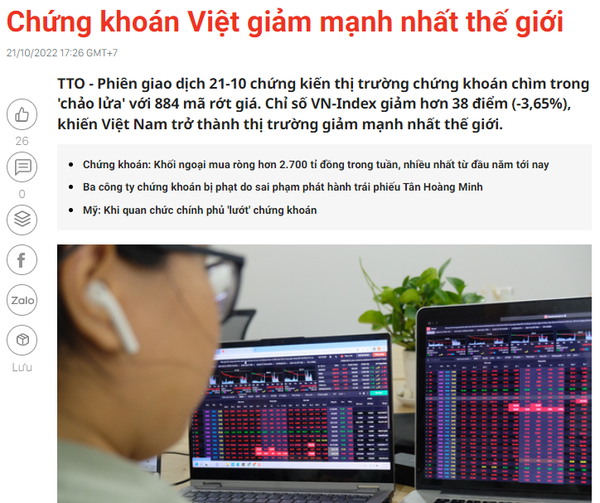 Chứng khoán Việt giảm mạnh nhất thế giới
21/10/2022 17:26 GMT+7
TTO - Phiên giao dịch 21-10 chứng kiến thị trường chứng khoán chìm trong
'chảo lửa' với 884 mã rớt giá. Chỉ số VN-Index giảm hơn 38 điểm (-3,65%),
khiến Việt Nam trở thành thị trường giảm mạnh nhất thế giới.
26
0
Zalo
Lưu
Chứng khoán: Khối ngoại mua ròng hơn 2.700 tỉ đồng trong tuần, nhiều nhất từ đầu năm tới nay
Ba công ty chứng khoán bị phạt do sai phạm phát hành trái phiếu Tân Hoàng Minh
Mỹ: Khi quan chức chính phủ 'lướt' chứng khoán